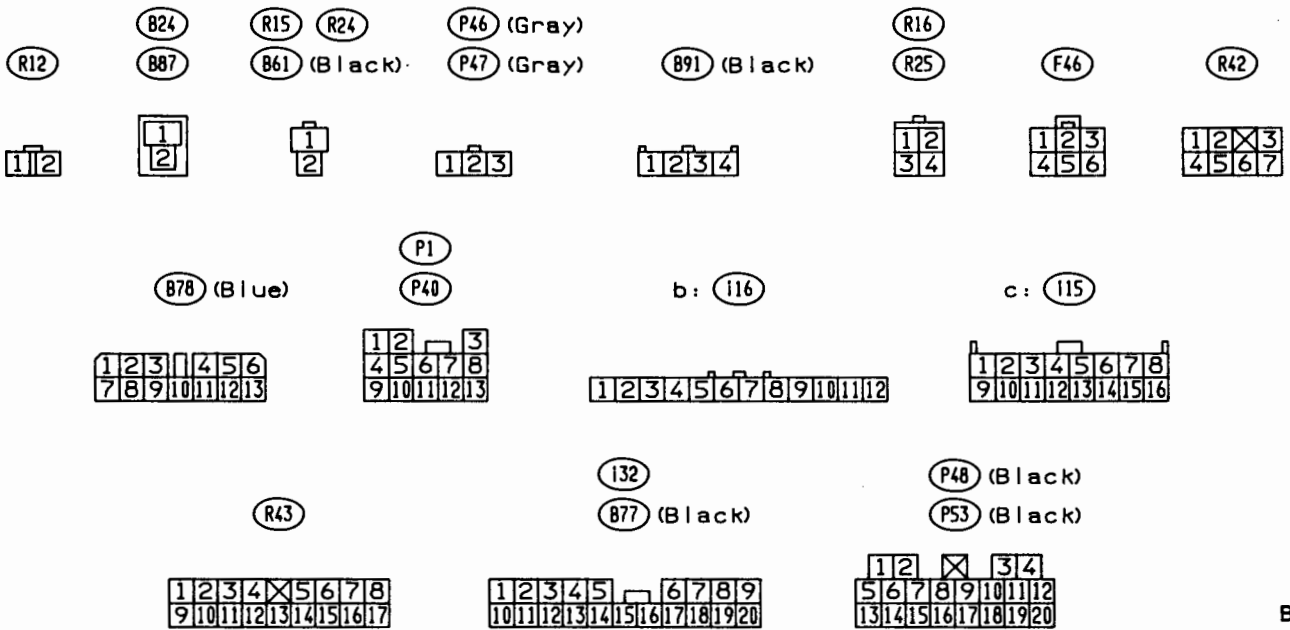 B24 R15 R24 P46 (Gray) R16
R12 B87 B61 (Black) P47 (Gray) B91 (Black) R25 F46 R42
1 1 1 2 1 2 3 1 2 3
1 2 2 2 1 2 3 1 2 3 4 3 4 4 5 6 4 5 6 7
P1
B78 (Blue) P40 b: i16 c: i15
1 2 3
1 2 3 4 5 6 4 5 6 7 8 1 2 3 4 5 6 7 8
7 8 9 10 11 12 13 9 10 11 12 13 1 2 3 4 5 6 7 8 9 10 11 12 9 10 11 12 13 14 15 16
i32 P48 (Black)
R43 B77 (Black) P53 (Black)
1 2 3 4
1 2 3 4 5 6 7 8 1 2 3 4 5 6 7 8 9 5 6 7 8 9 10 11 12
9 10 11 12 13 14 15 16 17 10 11 12 13 14 15 16 17 18 19 20 13 14 15 16 17 18 19 20
B